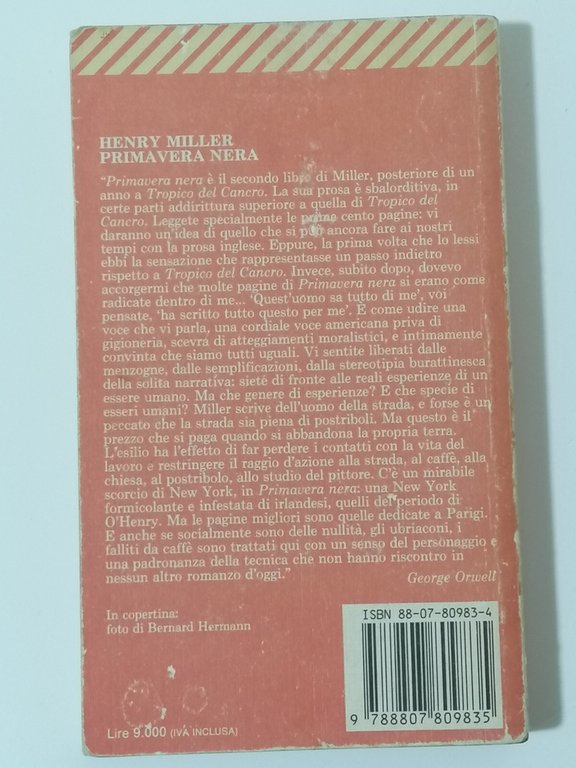 HENRY MILLER
PRIMAVERA NERA
"Primavera nera è il secondo libro di Miller, posteriore di un
anno a Tropico del Cancro. La sua prosa è sbalorditiva, in
certe parti addirittura superiore a quella di Tropico del
Cancro. Leggete specialmente le prime cento pagine: vi
daranno un'idea di quello che si può ancora fare ai nostri
tempi con la prosa inglese. Eppure, la prima volta che lo lessi
ebbi la sensazione che rappresentasse un passo indietro
rispetto a Tropico del Cancro. Invece, subito dopo, dovevo
accorgermi che molte pagine di Primavera nera si erano come
radicate dentro di me... 'Quest'uomo sa tutto di me', voi
pensate, 'ha scritto tutto questo per me'. È come udire una
voce che vi parla, una cordiale voce americana priva di
gigioneria, scevra di atteggiamenti moralistici, e intimamente
convinta che siamo tutti uguali. Vi sentite liberati dalle
menzogne, dalle semplificazioni, dalla stereotipia burattinesca
della solita narrativa: siete di fronte alle reali esperienze di un
essere umano. Ma che genere di esperienze? E che specie di
esseri umani? Miller scrive dell'uomo della strada, e forse è un
peccato che la strada sia piena di postriboli. Ma questo è il
prezzo che si paga quando si abbandona la propria terra.
L'esilio ha l'effetto di far perdere i contatti con la vita del
lavoro e restringere il raggio d'azione alla strada, al caffè, alla
chiesa, al postribolo, allo studio del pittore. C'è un mirabile
scorcio di New York, in Primavera nera: una New York
formicolante e infestata di irlandesi, quelli del periodo di
O'Henry. Ma le pagine migliori sono quelle dedicate a Parigi.
E anche se socialmente sono delle nullità, gli ubriaconi, i
falliti da caffè sono trattati qui con un senso del personaggio e
una padronanza della tecnica che non hanno riscontro in
nessun altro romanzo d'oggi."
George Orwell
In copertina:
foto di Bernard Hermann
ISBN 88-07-80983-4
9 788807 809835
Lire 9.000 (IVA INCLUSA)